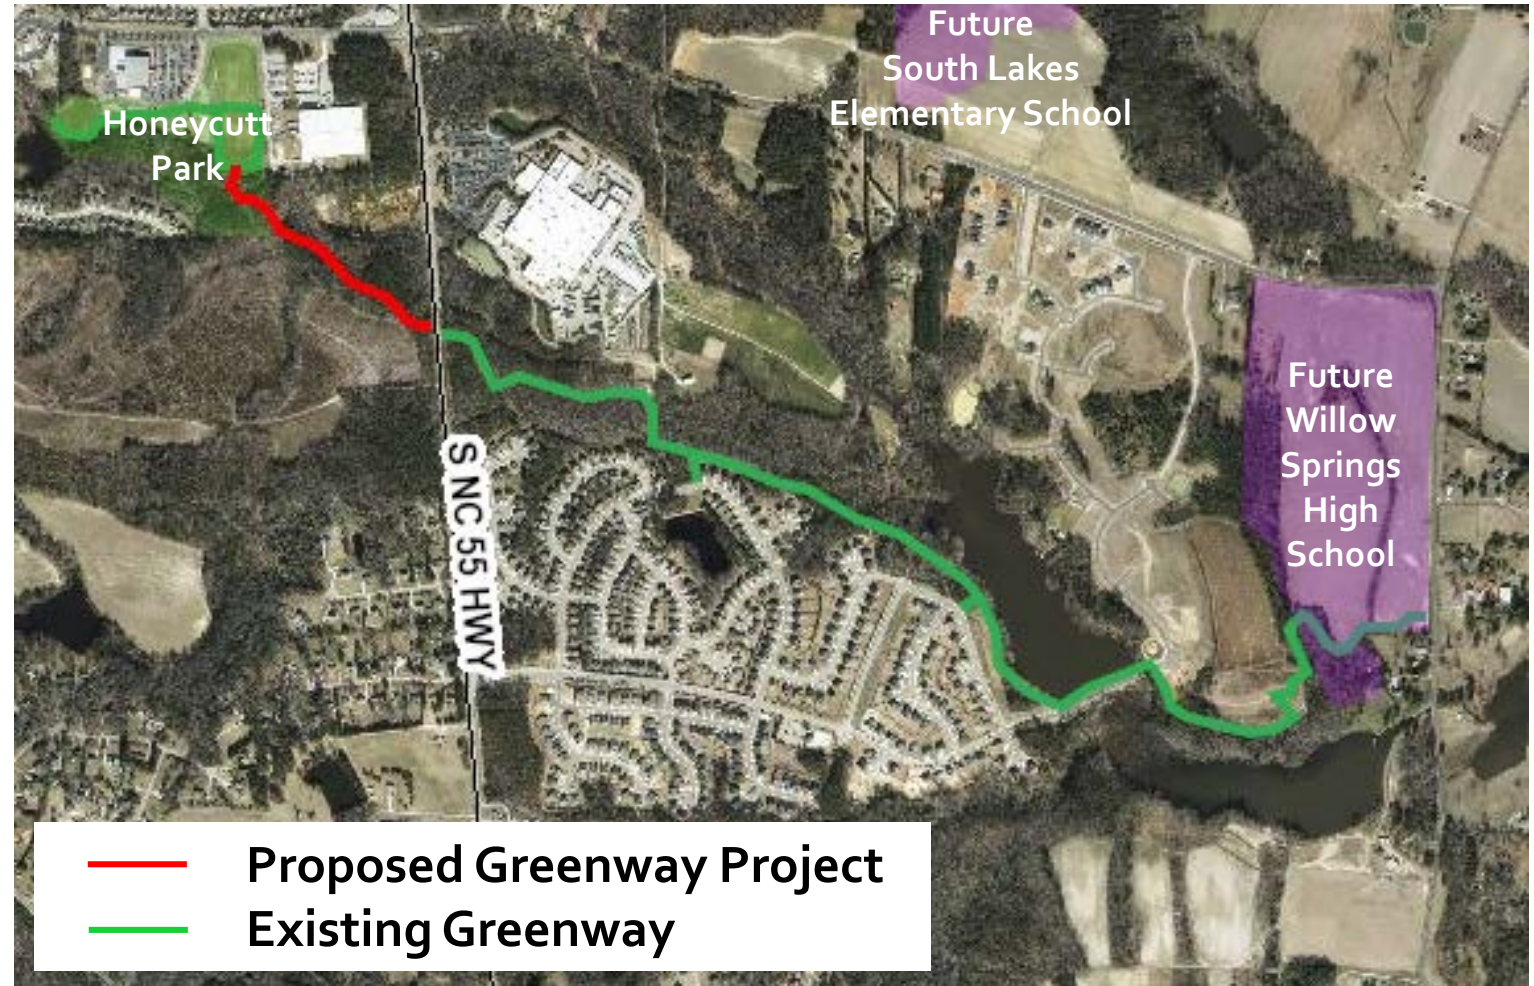 Future
South Lakes
Elementary School
Honeycutt
Park
Future
Willow
Springs
High
School
S NC 55 HWY
Proposed Greenway Project
Existing Greenway